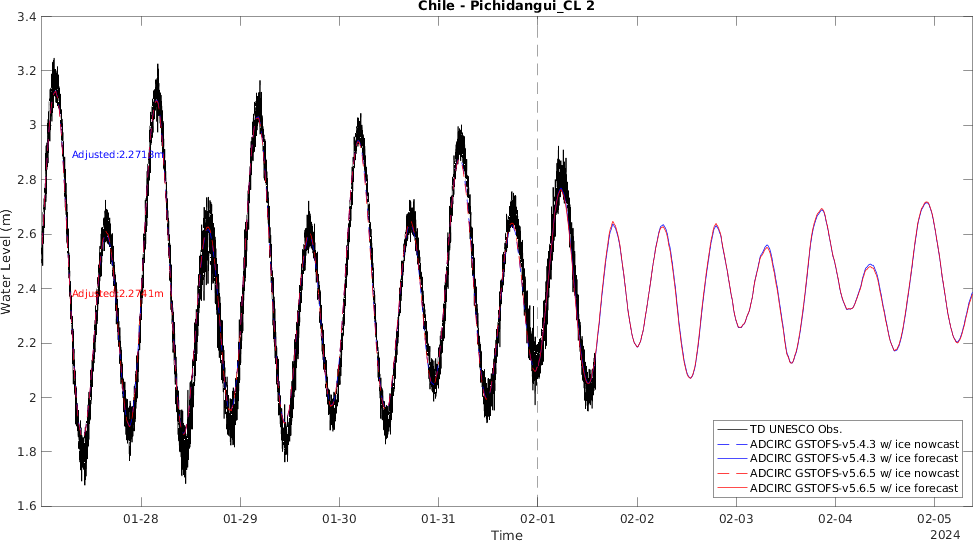 Chile - Pichidangui_CL 2
3.4
3.2
3
2.8
2.6
2.4
2.2
2
1.8
1.6
Water Level (m)
Adjusted:2.2718m
Adjusted:2.2741m
TD UNESCO Obs.
ADCIRC GSTOFS-v5.4.3 w/ ice nowcast
ADCIRC GSTOFS-v5.4.3 w/ ice forecast
ADCIRC GSTOFS-v5.6.5 w/ ice nowcast
ADCIRC GSTOFS-v5.6.5 w/ ice forecast
01-28 01-29 01-30 01-31 02-01 02-02 02-03 02-04 02-05
Time 2024